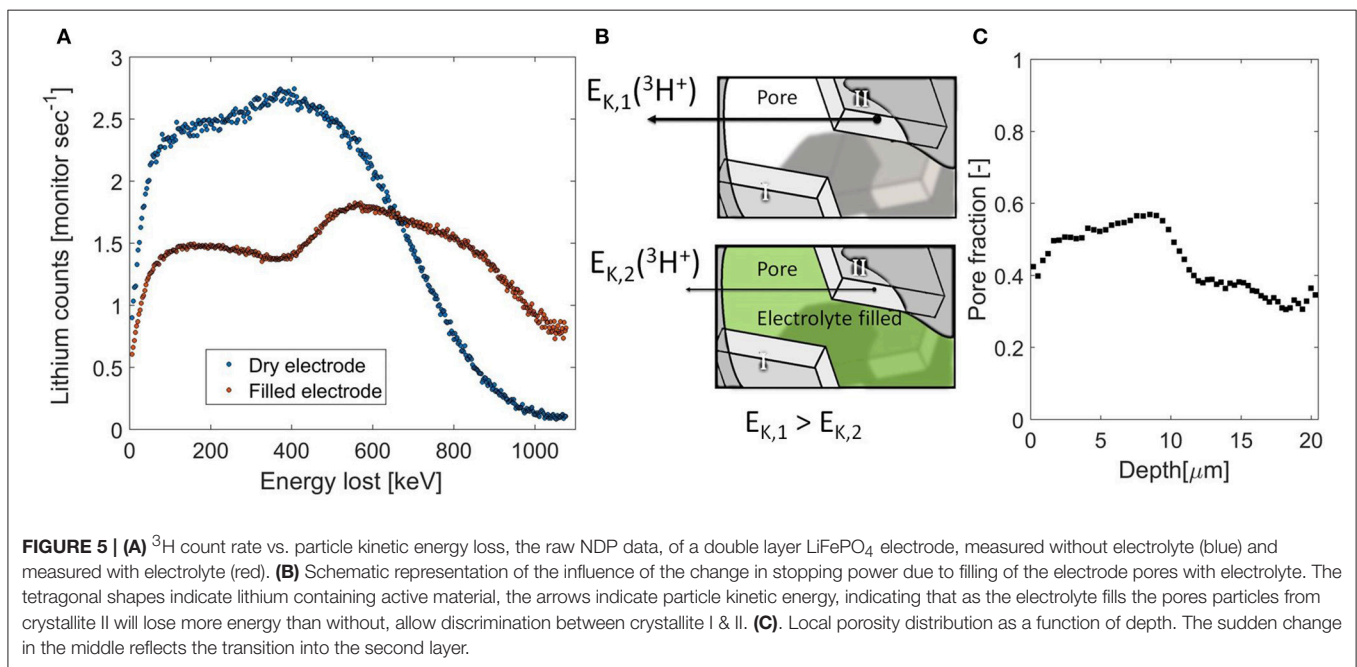 A
B
C
Lithium counts [monitor sec⁻¹]
3
2.5
2
1.5
1
0.5
0
Dry electrode
Filled electrode
0 200 400 600 800 1000
Energy lost [keV]
E_K,1(³H⁺)
Pore
II
I
E_K,2(³H⁺)
Pore
II
Electrolyte filled
I
E_K,1 > E_K,2
Pore fraction [-]
1
0.8
0.6
0.4
0.2
0
0 5 10 15 20
Depth[μm]
FIGURE 5 | (A) ³H count rate vs. particle kinetic energy loss, the raw NDP data, of a double layer LiFePO₄ electrode, measured without electrolyte (blue) and
measured with electrolyte (red). (B) Schematic representation of the influence of the change in stopping power due to filling of the electrode pores with electrolyte. The
tetragonal shapes indicate lithium containing active material, the arrows indicate particle kinetic energy, indicating that as the electrolyte fills the pores particles from
crystallite II will lose more energy than without, allow discrimination between crystallite I & II. (C). Local porosity distribution as a function of depth. The sudden change
in the middle reflects the transition into the second layer.